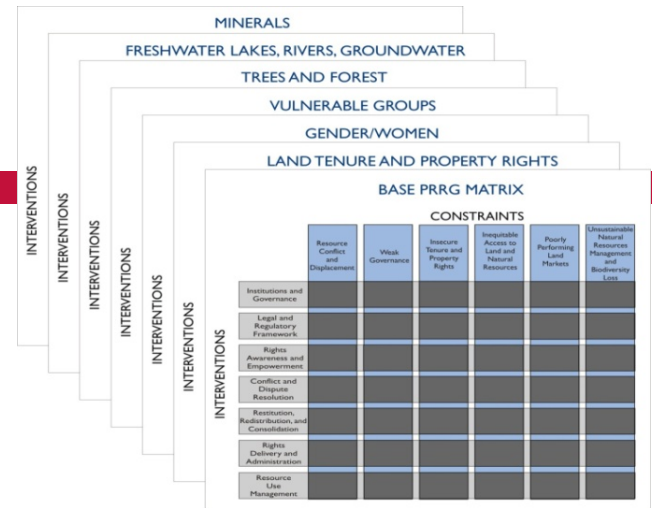 MINERALS
FRESHWATER LAKES, RIVERS, GROUNDWATER
TREES AND FOREST
VULNERABLE GROUPS
GENDER/WOMEN
LAND TENURE AND PROPERTY RIGHTS
BASE PRRG MATRIX
CONSTRAINTS
Resource
Conflict
and
Displacement
Weak
Governance
Insecure
Tenure and
Property
Rights
Inequitable
Access to
Land and
Natural
Resources
Poorly
Performing
Land
Markets
Unsustainable
Natural
Resources
Management
and
Biodiversity
Loss
INTERVENTIONS
INTERVENTIONS
INTERVENTIONS
INTERVENTIONS
INTERVENTIONS
INTERVENTIONS
INTERVENTIONS
Institutions and
Governance
Legal and
Regulatory
Framework
Rights
Awareness and
Empowerment
Conflict and
Dispute
Resolution
Restitution,
Redistribution, and
Consolidation
Rights
Delivery and
Administration
Resource
Use
Management